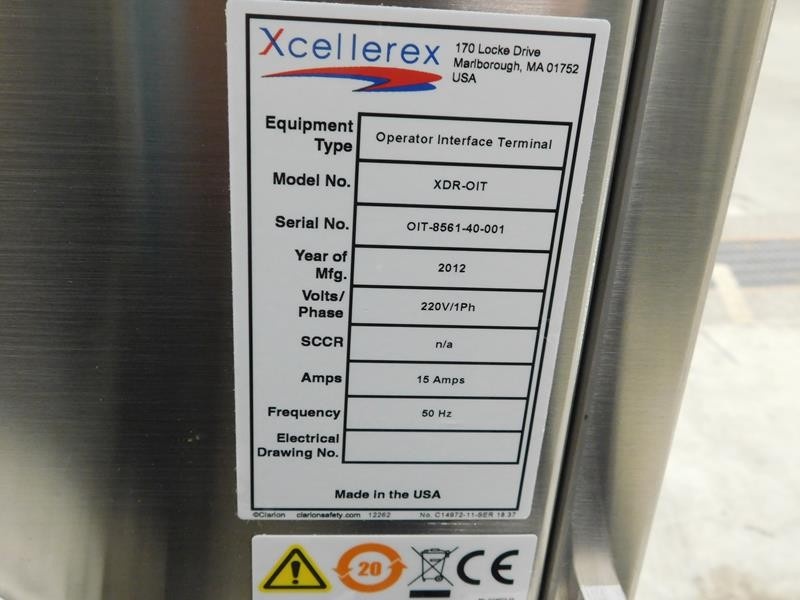 Xcellerex
170 Locke Drive
Marlborough, MA 01752
USA
Equipment Type Operator Interface Terminal
Model No. XDR-OIT
Serial No. OIT-8561-40-001
Year of Mfg. 2012
Volts/ Phase 220V/1Ph
SCCR n/a
Amps 15 Amps
Frequency 50 Hz
Electrical Drawing No.
Made in the USA
©Clarion clarionsafety.com 12262 No. C14972-11-SER 18.37
20 CE